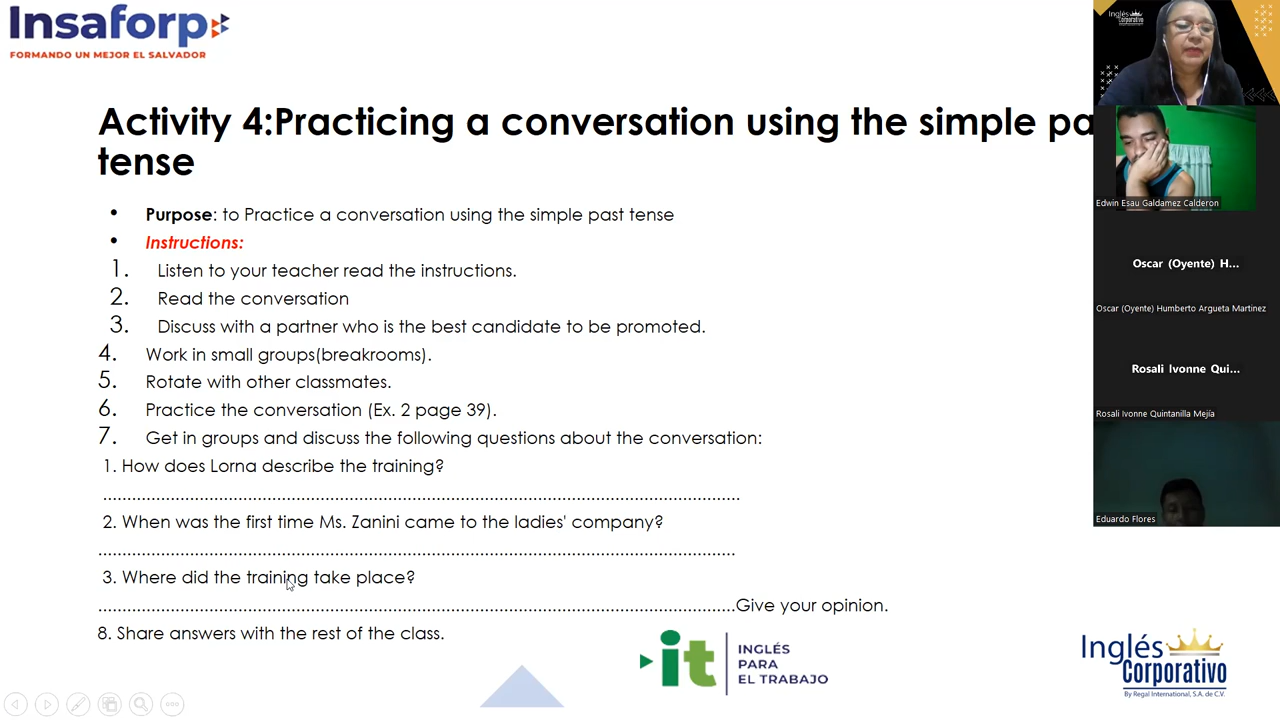 Insaforp
FORMANDO UN MEJOR EL SALVADOR
Activity 4:Practicing a conversation using the simple pa
tense
• Purpose: to Practice a conversation using the simple past tense
• Instructions:
1. Listen to your teacher read the instructions.
2. Read the conversation
3. Discuss with a partner who is the best candidate to be promoted.
4. Work in small groups(breakrooms).
5. Rotate with other classmates.
6. Practice the conversation (Ex. 2 page 39).
7. Get in groups and discuss the following questions about the conversation:
1. How does Lorna describe the training?
2. When was the first time Ms. Zanini came to the ladies' company?
3. Where did the training take place?
Give your opinion.
8. Share answers with the rest of the class.
it
INGLÉS
PARA
EL TRABAJO
Inglés
Corporativo
By Regal International, S.A. de C.V.
Inglés
Corporativo
Edwin Esau Galdamez Calderon
Oscar (Oyente) H...
Oscar (Oyente) Humberto Argueta Martinez
Rosali Ivonne Qui...
Rosali Ivonne Quintanilla Mejía
Eduardo Flores